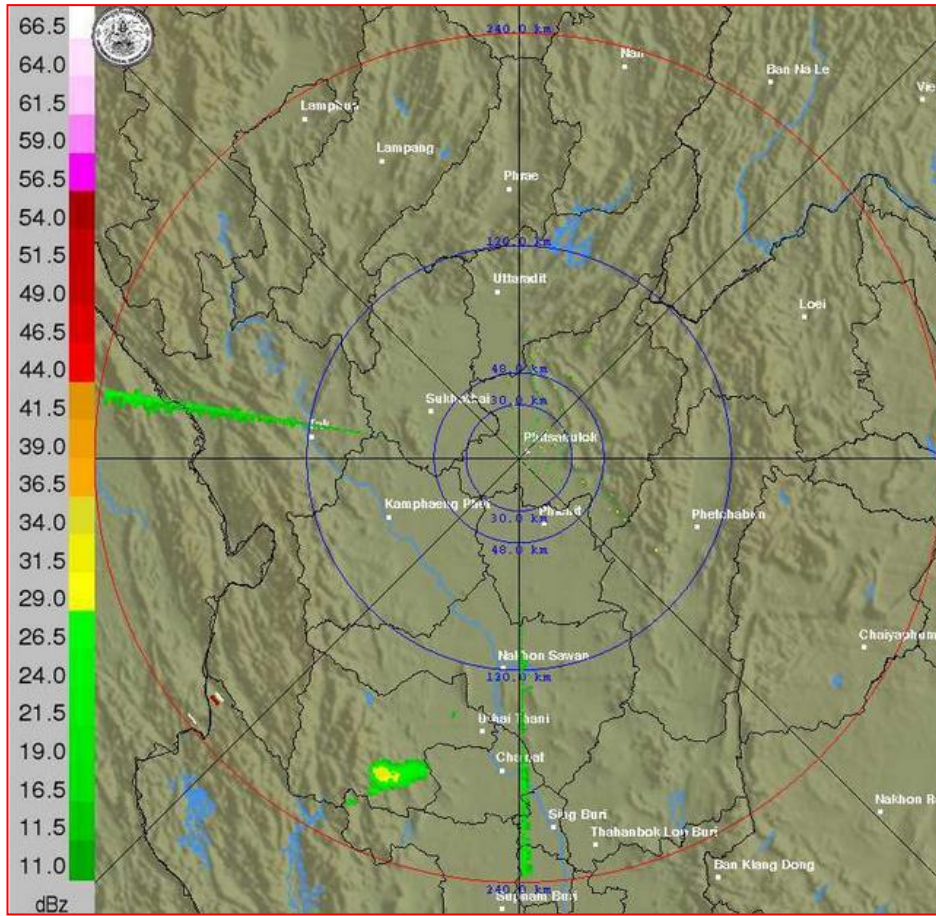 66.5
64.0
61.5
59.0
56.5
54.0
51.5
49.0
46.5
44.0
41.5
39.0
36.5
34.0
31.5
29.0
26.5
24.0
21.5
19.0
16.5
11.5
11.0
dBz
240.0 km
Nan
Ban Na Le
Lamphun
Lampang
Phrae
120.0 km
Uttaradit
Loei
48.0 km
30.0 km
Sukhothai
Phitsanulok
Kamphaeng Phet
Phichit
30.0 km
48.0 km
Phetchabun
Chaiyaphum
Nakhon Sawan
120.0 km
Uthai Thani
Chainat
Sing Buri
Thahanbok Lop Buri
Ban Klang Dong
240.0 km
Suphan Buri